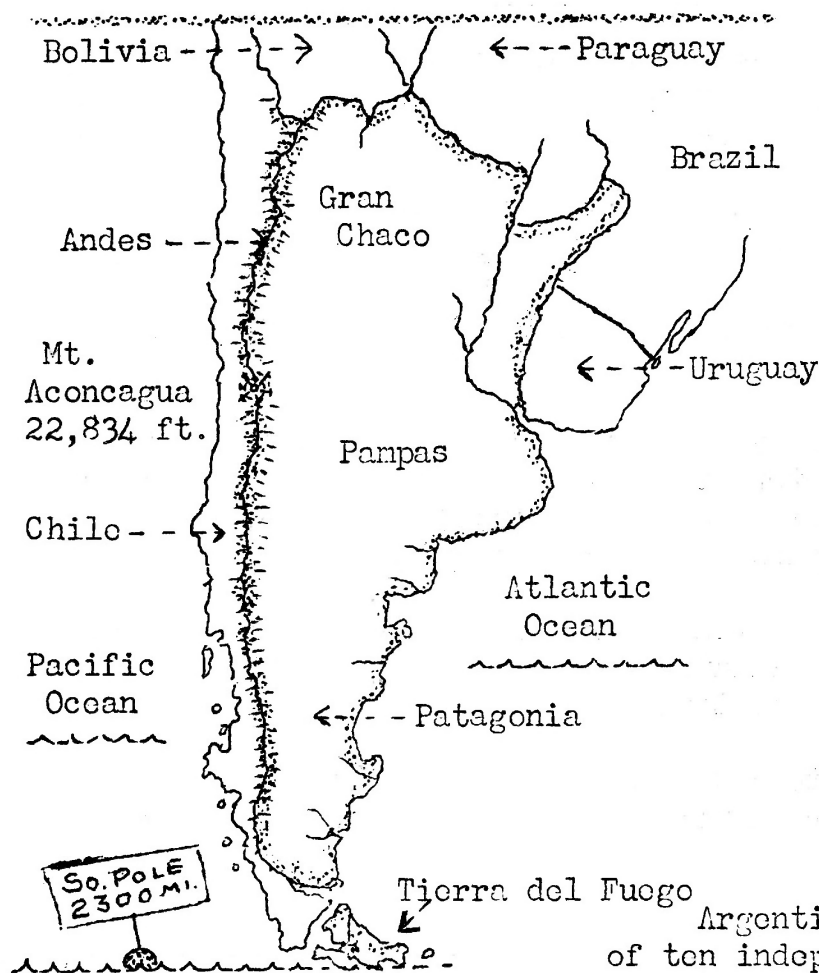 Bolivia
Paraguay
Brazil
Gran
Chaco
Andes
Mt.
Aconcagua
22,834 ft.
Uruguay
Pampas
Chile
Atlantic
Ocean
Pacific
Ocean
Patagonia
So. POLE
2300 MI.
Tierra del Fuego
Argenti
of ten indep